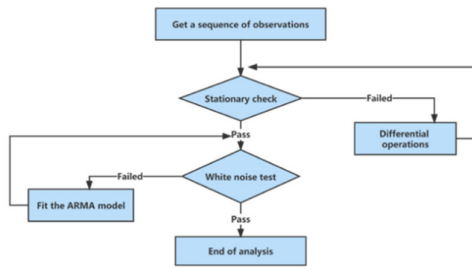 Get a sequence of observations
Stationary check
Failed
Differential
operations
Pass
White noise test
Failed
Fit the ARMA model
Pass
End of analysis